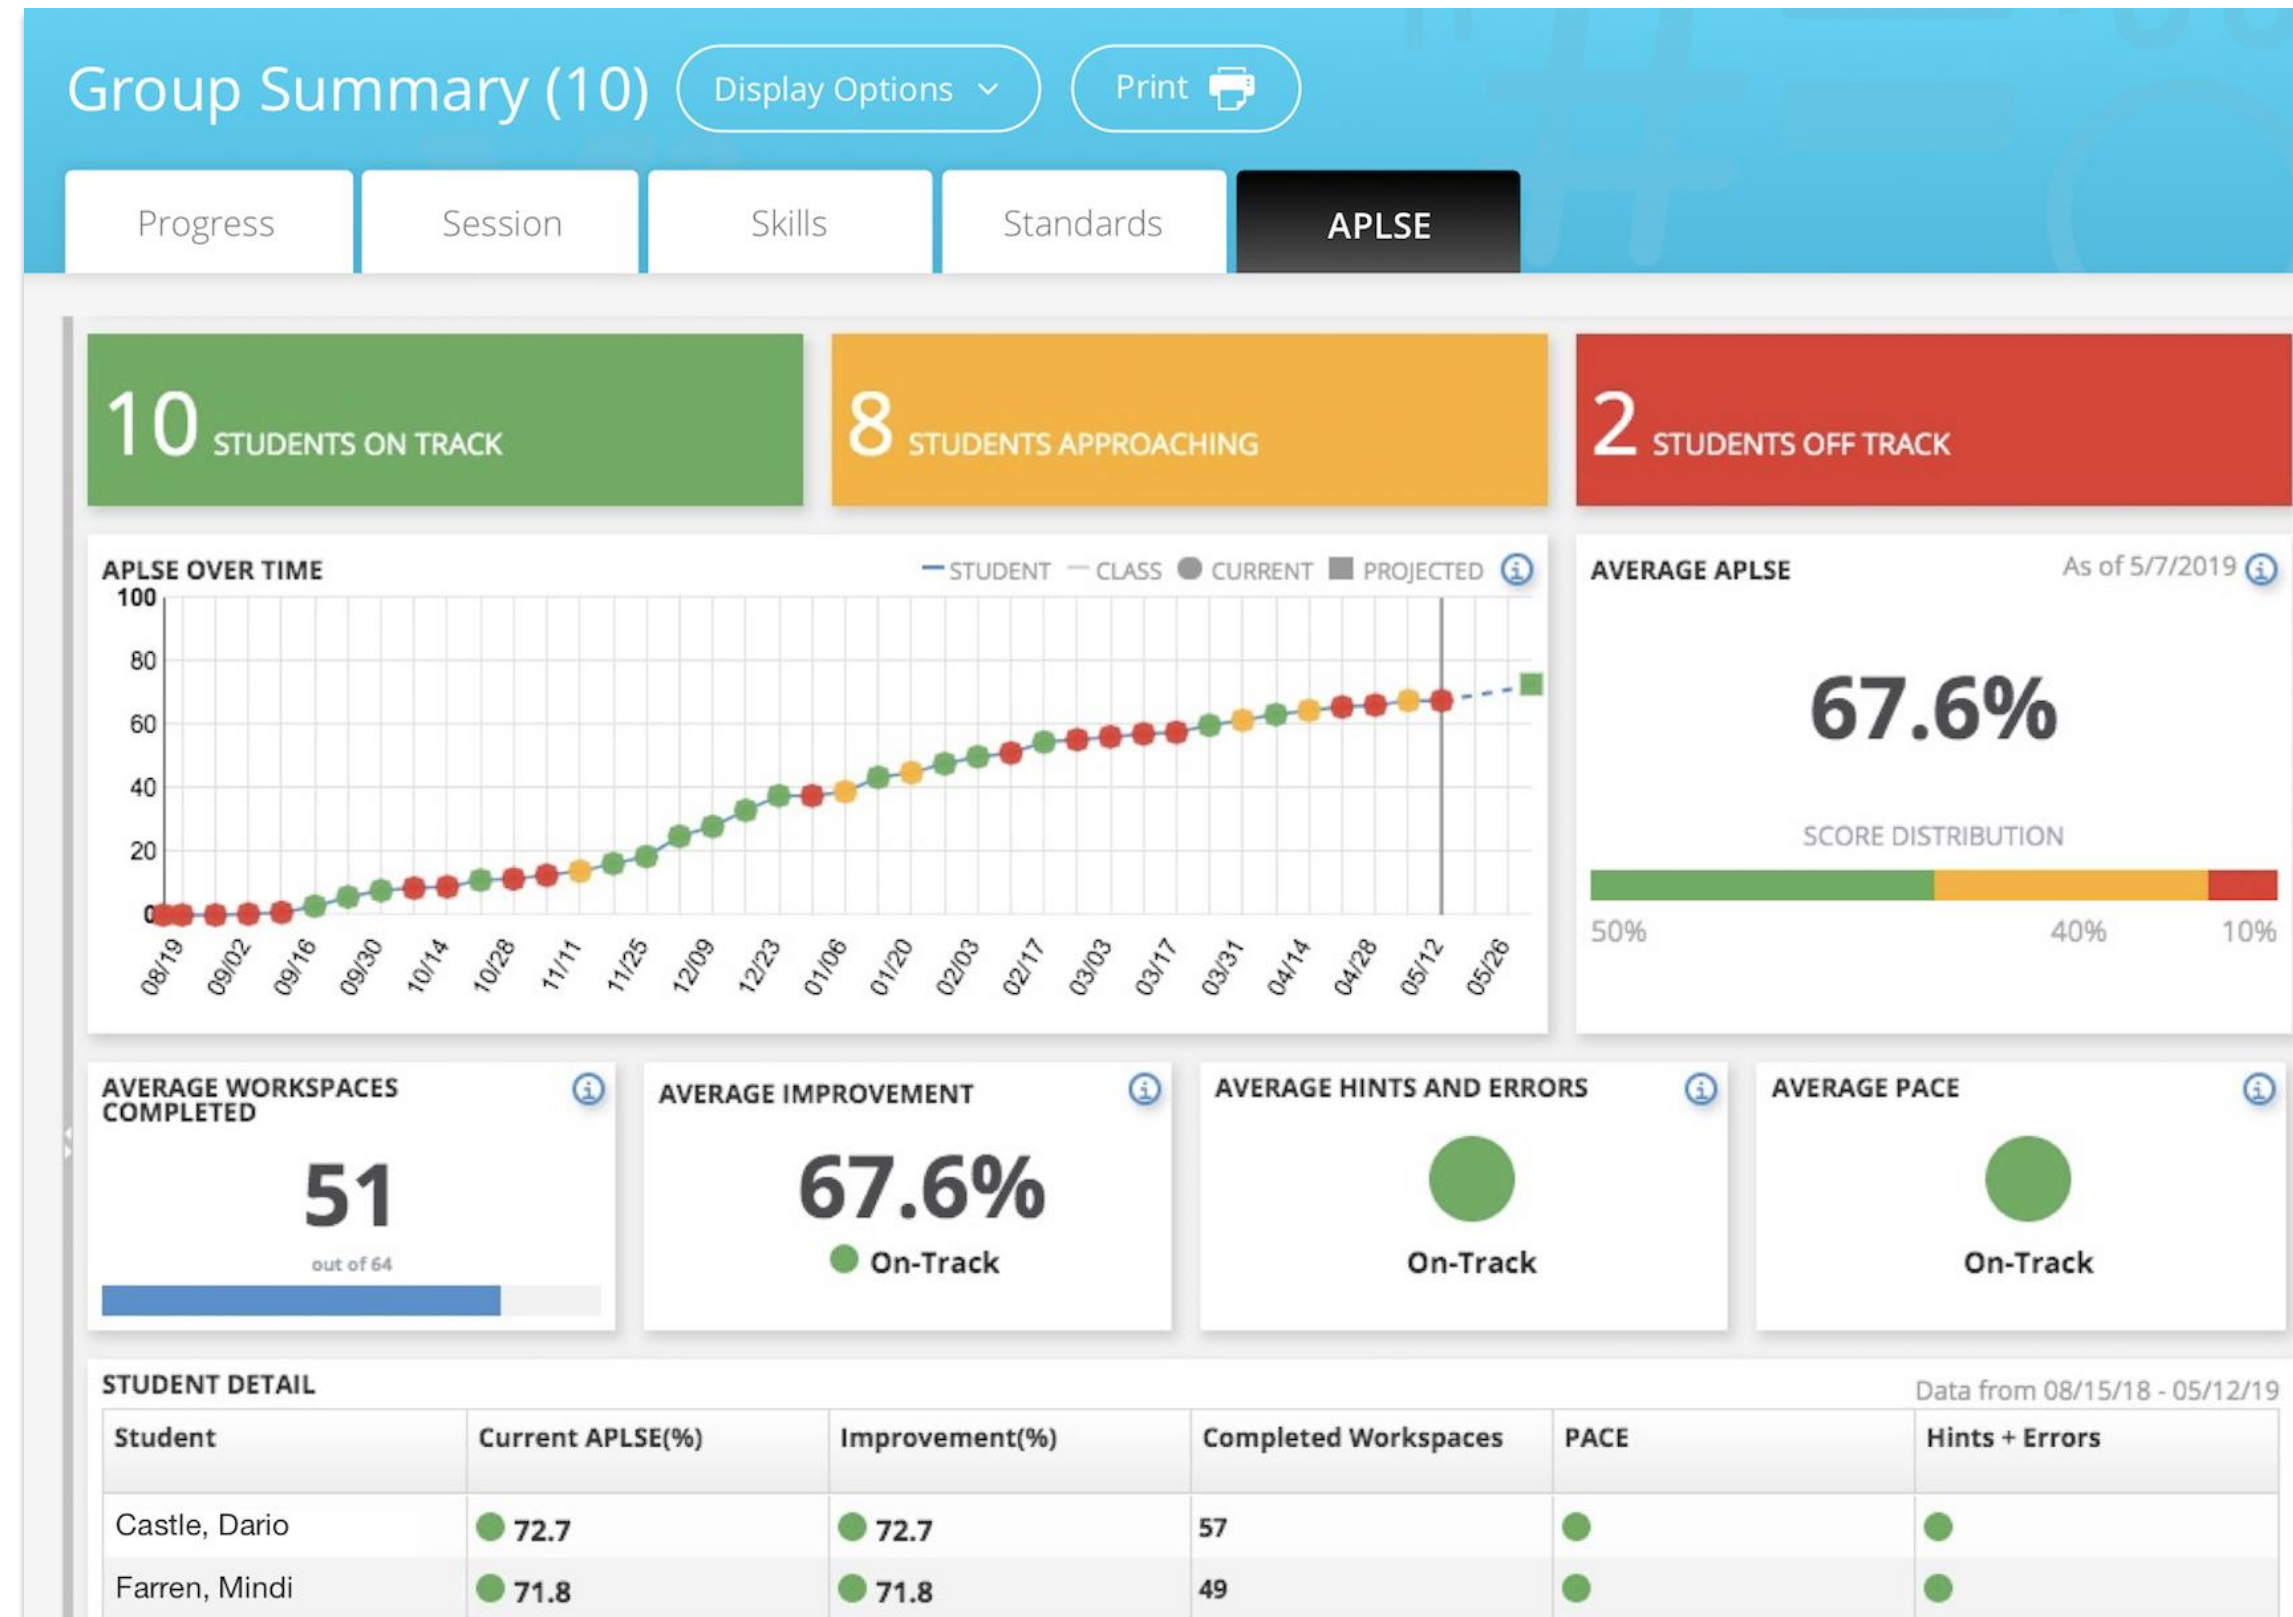 Group Summary (10)
Display Options
Print
Progress
Session
Skills
Standards
APLSE
10 STUDENTS ON TRACK
8 STUDENTS APPROACHING
2 STUDENTS OFF TRACK
APLSE OVER TIME
STUDENT CLASS CURRENT PROJECTED
100
80
60
40
20
0
08/19
09/02
09/16
09/30
10/14
10/28
11/11
11/25
12/09
12/23
01/06
01/20
02/03
02/17
03/03
03/17
03/31
04/14
04/28
05/12
05/26
AVERAGE APLSE
As of 5/7/2019
67.6%
SCORE DISTRIBUTION
50%
40%
10%
AVERAGE WORKSPACES
COMPLETED
51
out of 64
AVERAGE IMPROVEMENT
67.6%
On-Track
AVERAGE HINTS AND ERRORS
On-Track
AVERAGE PACE
On-Track
STUDENT DETAIL
Data from 08/15/18 - 05/12/19
Student Current APLSE(%) Improvement(%) Completed Workspaces PACE Hints + Errors
Castle, Dario 72.7 72.7 57
Farren, Mindi 71.8 71.8 49